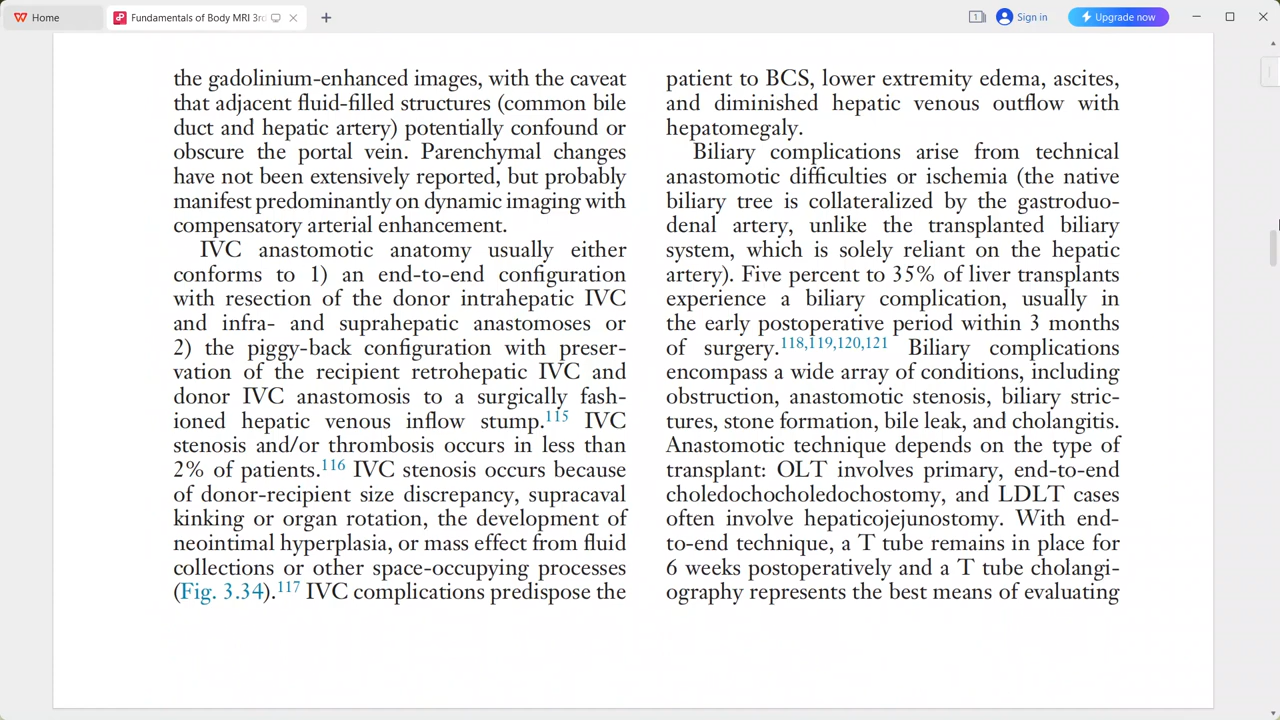 Home
Fundamentals of Body MRI 3rd
1
Sign in
Upgrade now
the gadolinium-enhanced images, with the caveat
that adjacent fluid-filled structures (common bile
duct and hepatic artery) potentially confound or
obscure the portal vein. Parenchymal changes
have not been extensively reported, but probably
manifest predominantly on dynamic imaging with
compensatory arterial enhancement.
IVC anastomotic anatomy usually either
conforms to 1) an end-to-end configuration
with resection of the donor intrahepatic IVC
and infra- and suprahepatic anastomoses or
2) the piggy-back configuration with preser-
vation of the recipient retrohepatic IVC and
donor IVC anastomosis to a surgically fash-
ioned hepatic venous inflow stump.115 IVC
stenosis and/or thrombosis occurs in less than
2% of patients.116 IVC stenosis occurs because
of donor-recipient size discrepancy, supracaval
kinking or organ rotation, the development of
neointimal hyperplasia, or mass effect from fluid
collections or other space-occupying processes
(Fig. 3.34).117 IVC complications predispose the
patient to BCS, lower extremity edema, ascites,
and diminished hepatic venous outflow with
hepatomegaly.
Biliary complications arise from technical
anastomotic difficulties or ischemia (the native
biliary tree is collateralized by the gastroduo-
denal artery, unlike the transplanted biliary
system, which is solely reliant on the hepatic
artery). Five percent to 35% of liver transplants
experience a biliary complication, usually in
the early postoperative period within 3 months
of surgery.118,119,120,121 Biliary complications
encompass a wide array of conditions, including
obstruction, anastomotic stenosis, biliary stric-
tures, stone formation, bile leak, and cholangitis.
Anastomotic technique depends on the type of
transplant: OLT involves primary, end-to-end
choledochocholedochostomy, and LDLT cases
often involve hepaticojejunostomy. With end-
to-end technique, a T tube remains in place for
6 weeks postoperatively and a T tube cholangi-
ography represents the best means of evaluating